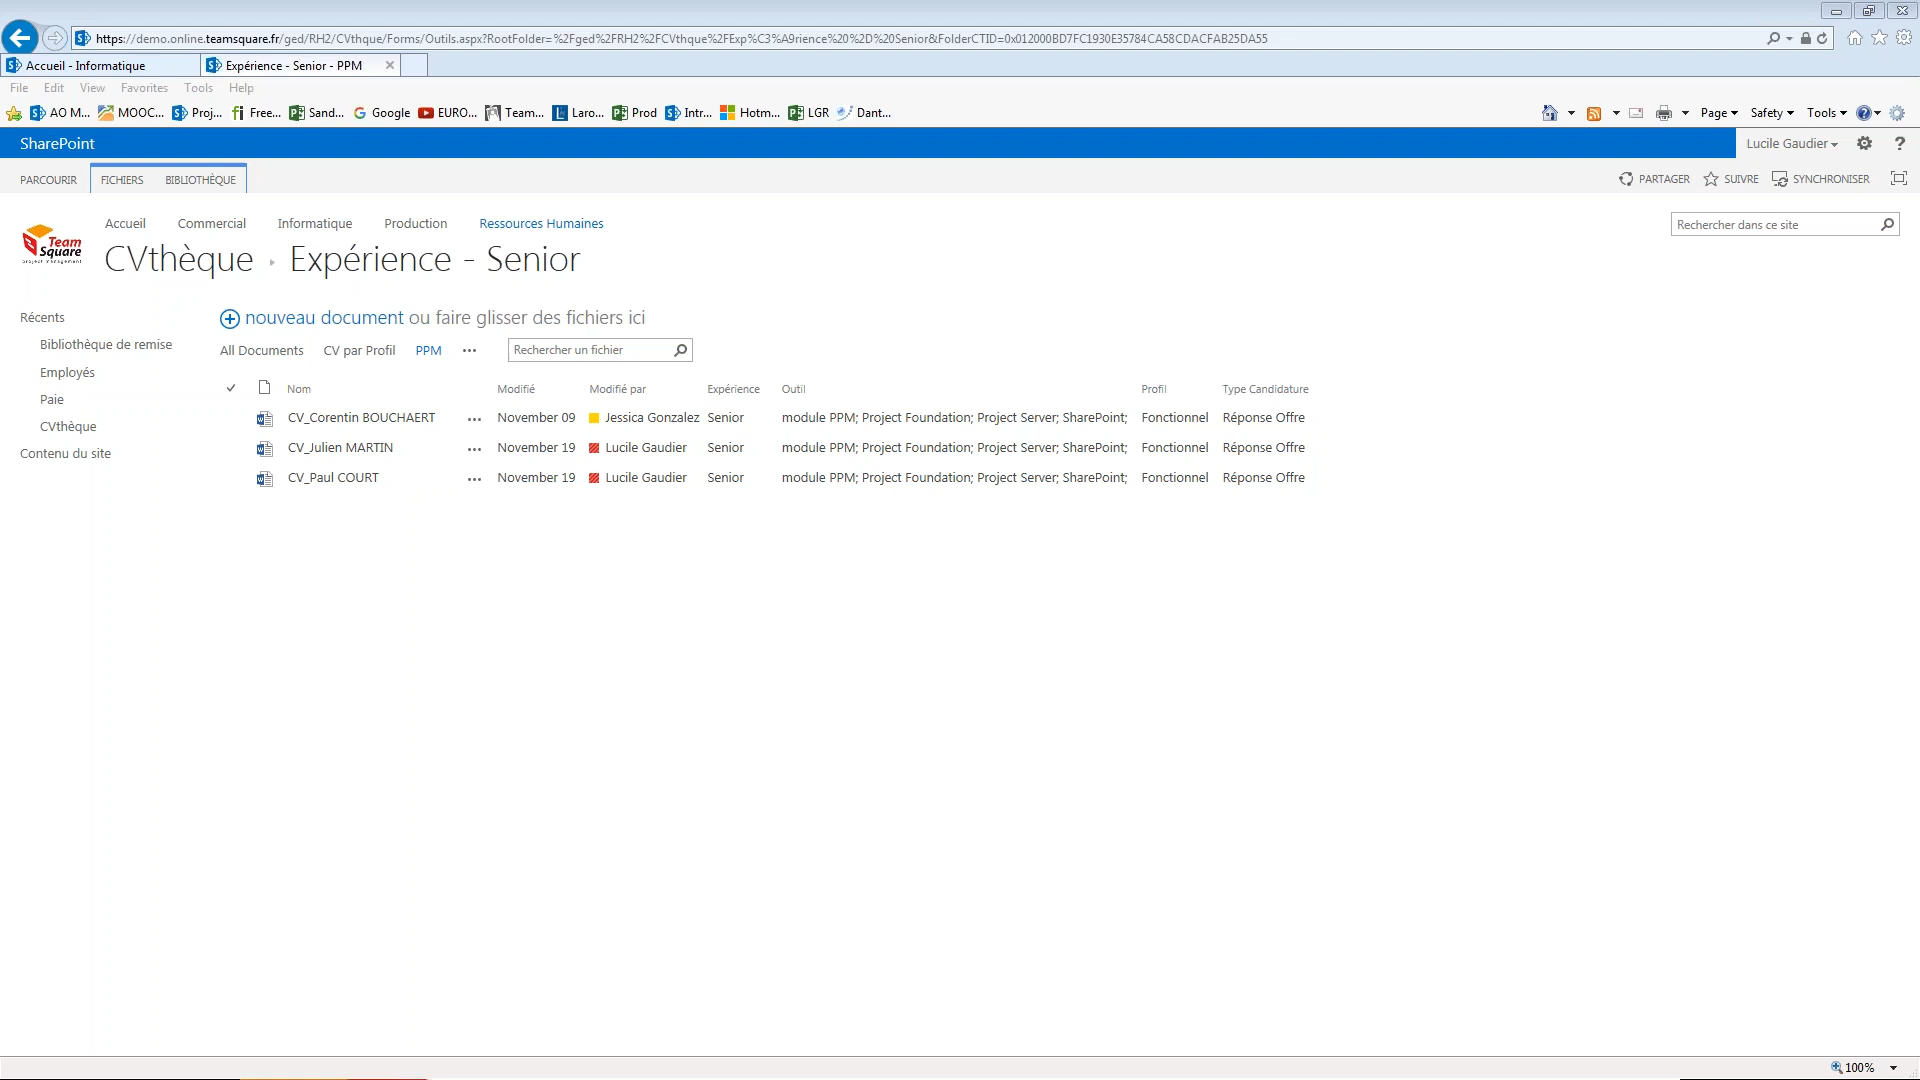 https://demo.online.teamsquare.fr/ged/RH2/CVthque/Forms/Outils.aspx?RootFolder=%2Fged%2FRH2%2FCVthque%2FExp%C3%A9rience%20%2D%20Senior&FolderCTID=0x012000BD7FC1930E35784CA58CDACFAB25DA55
Accueil - Informatique
Expérience - Senior - PPM
File Edit View Favorites Tools Help
AO M... MOOC... Proj... Free... Sand... Google EURO... Team... Laro... Prod Intr... Hotm... LGR Dant... Page Safety Tools
SharePoint Lucile Gaudier ?
PARCOURIR FICHIERS BIBLIOTHÈQUE PARTAGER SUIVRE SYNCHRONISER
Accueil Commercial Informatique Production Ressources Humaines Rechercher dans ce site
Team Square
project management
CVthèque Expérience - Senior
Récents
Bibliothèque de remise
Employés
Paie
CVthèque
Contenu du site
nouveau document ou faire glisser des fichiers ici
All Documents CV par Profil PPM ... Rechercher un fichier
Nom Modifié Modifié par Expérience Outil Profil Type Candidature
CV_Corentin BOUCHAERT ... November 09 Jessica Gonzalez Senior module PPM; Project Foundation; Project Server; SharePoint; Fonctionnel Réponse Offre
CV_Julien MARTIN ... November 19 Lucile Gaudier Senior module PPM; Project Foundation; Project Server; SharePoint; Fonctionnel Réponse Offre
CV_Paul COURT ... November 19 Lucile Gaudier Senior module PPM; Project Foundation; Project Server; SharePoint; Fonctionnel Réponse Offre
100%